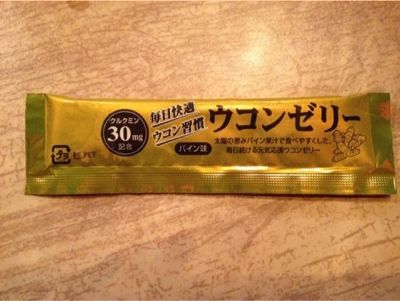 クルクミン
30mg
配合
毎日快適
ウコン習慣
パイン味
ウコンゼリー
太陽の恵みパイン果汁で食べやすくした、
毎日続ける元気応援ウコンゼリー
プラ